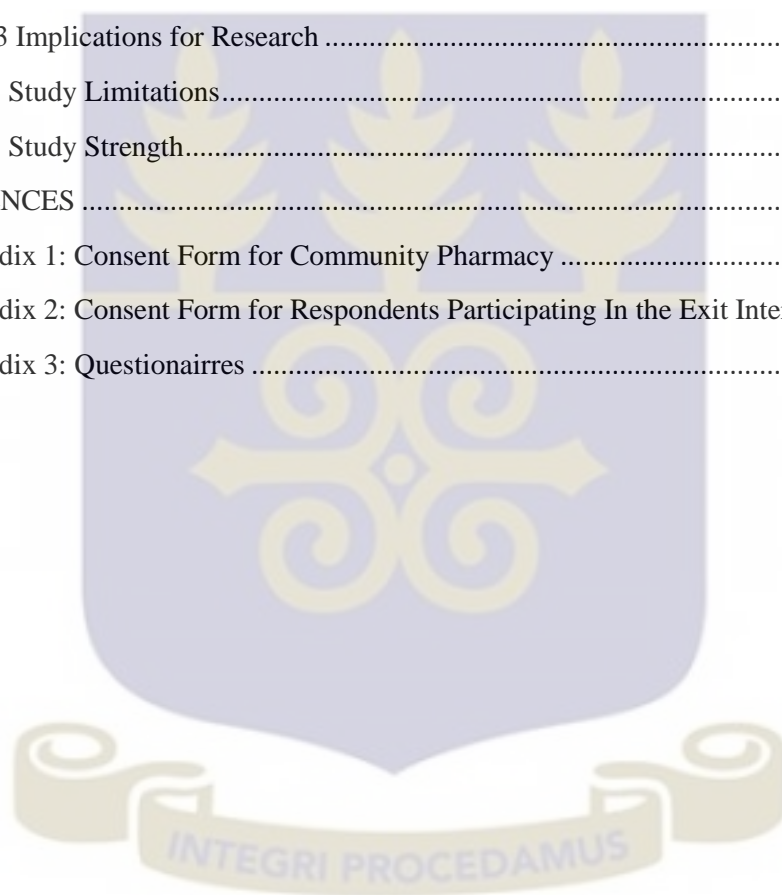 3 Implications for Research ...........................................................
Study Limitations...........................................................................
Study Strength................................................................................
NCES ..............................................................................................
dix 1: Consent Form for Community Pharmacy ..............................
dix 2: Consent Form for Respondents Participating In the Exit Inte
dix 3: Questionairres .......................................................................
INTEGRI PROCEDAMUS